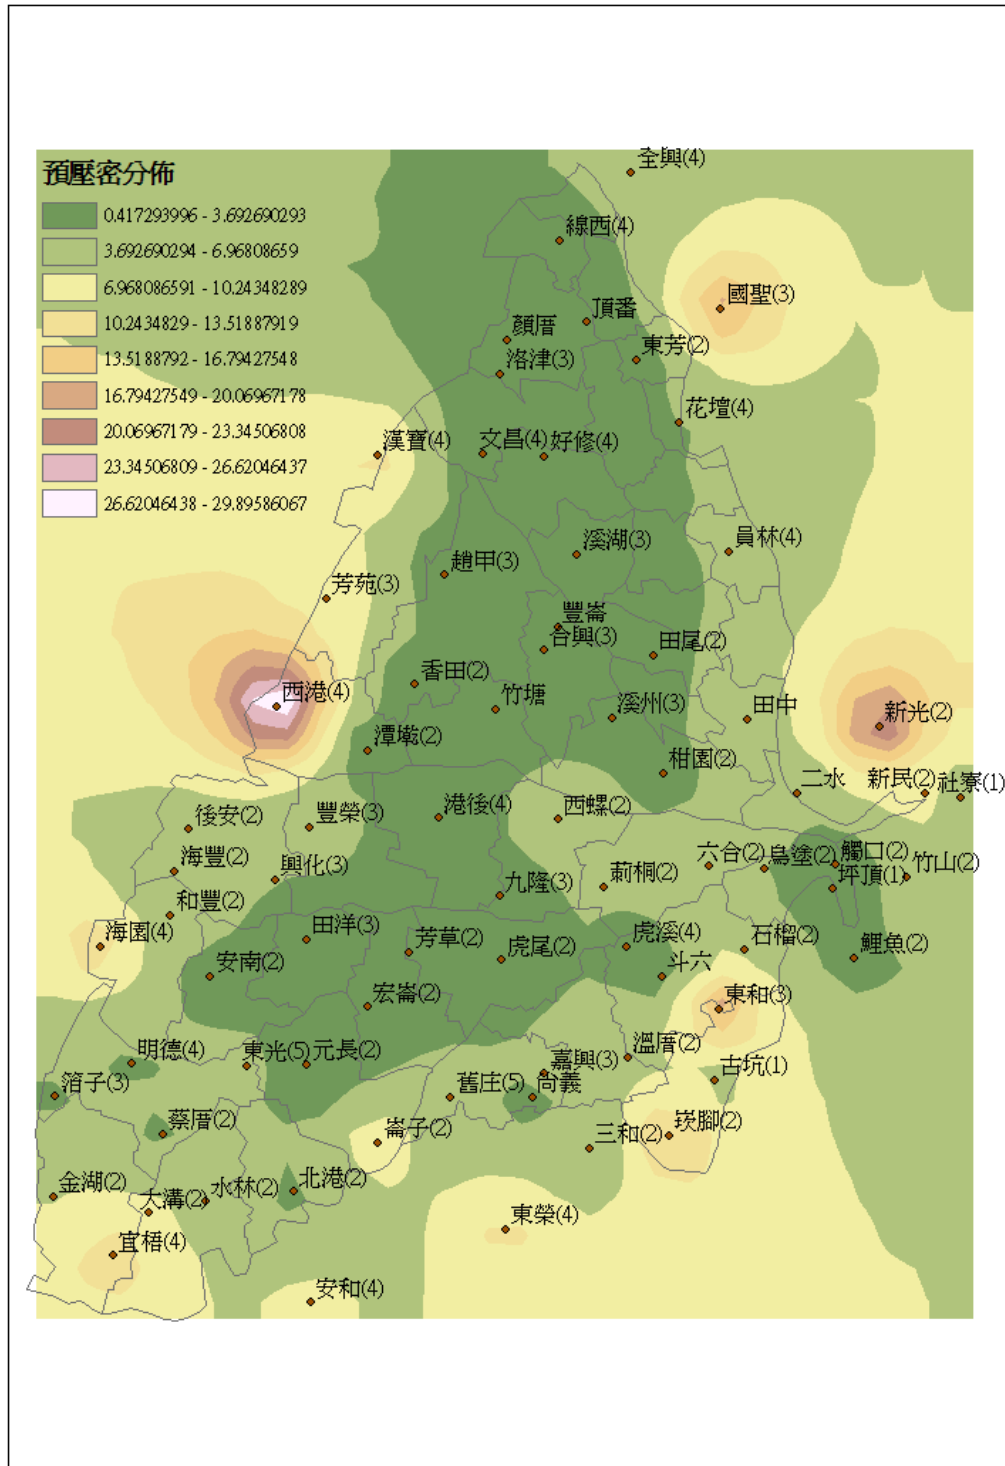 全興(4)
預壓密分佈
0.417293996 - 3.692690293
3.692690294 - 6.96808659
6.968086591 - 10.24348289
10.2434829 - 13.51887919
13.5188792 - 16.79427548
16.79427549 - 20.06967178
20.06967179 - 23.34506808
23.34506809 - 26.62046437
26.62046438 - 29.89586067
線西(4)
國聖(3)
頂番
顏厝
東芳(2)
洛津(3)
花壇(4)
漢寶(4)
文昌(4)
好修(4)
員林(4)
溪湖(3)
趙甲(3)
芳苑(3)
豐崙
合興(3)
田尾(2)
香田(2)
西港(4)
竹塘
溪州(3)
田中
新光(2)
潭墘(2)
柑園(2)
二水
新民(2)
社寮(1)
後安(2)
豐榮(3)
港後(4)
西螺(2)
海豐(2)
興化(3)
六合(2)
烏塗(2)
觸口(2)
竹山(2)
坪頂(1)
九隆(3)
莿桐(2)
和豐(2)
海園(4)
田洋(3)
芳草(2)
虎尾(2)
虎溪(4)
石榴(2)
鯉魚(2)
安南(2)
斗六
宏崙(2)
東和(3)
明德(4)
東光(5)
元長(2)
嘉興(3)
溫厝(2)
古坑(1)
箔子(3)
舊庄(5)
尚義
蔡厝(2)
崙子(2)
三和(2)
崁腳(2)
金湖(2)
大溝(2)
水林(2)
北港(2)
東榮(4)
宜梧(4)
安和(4)